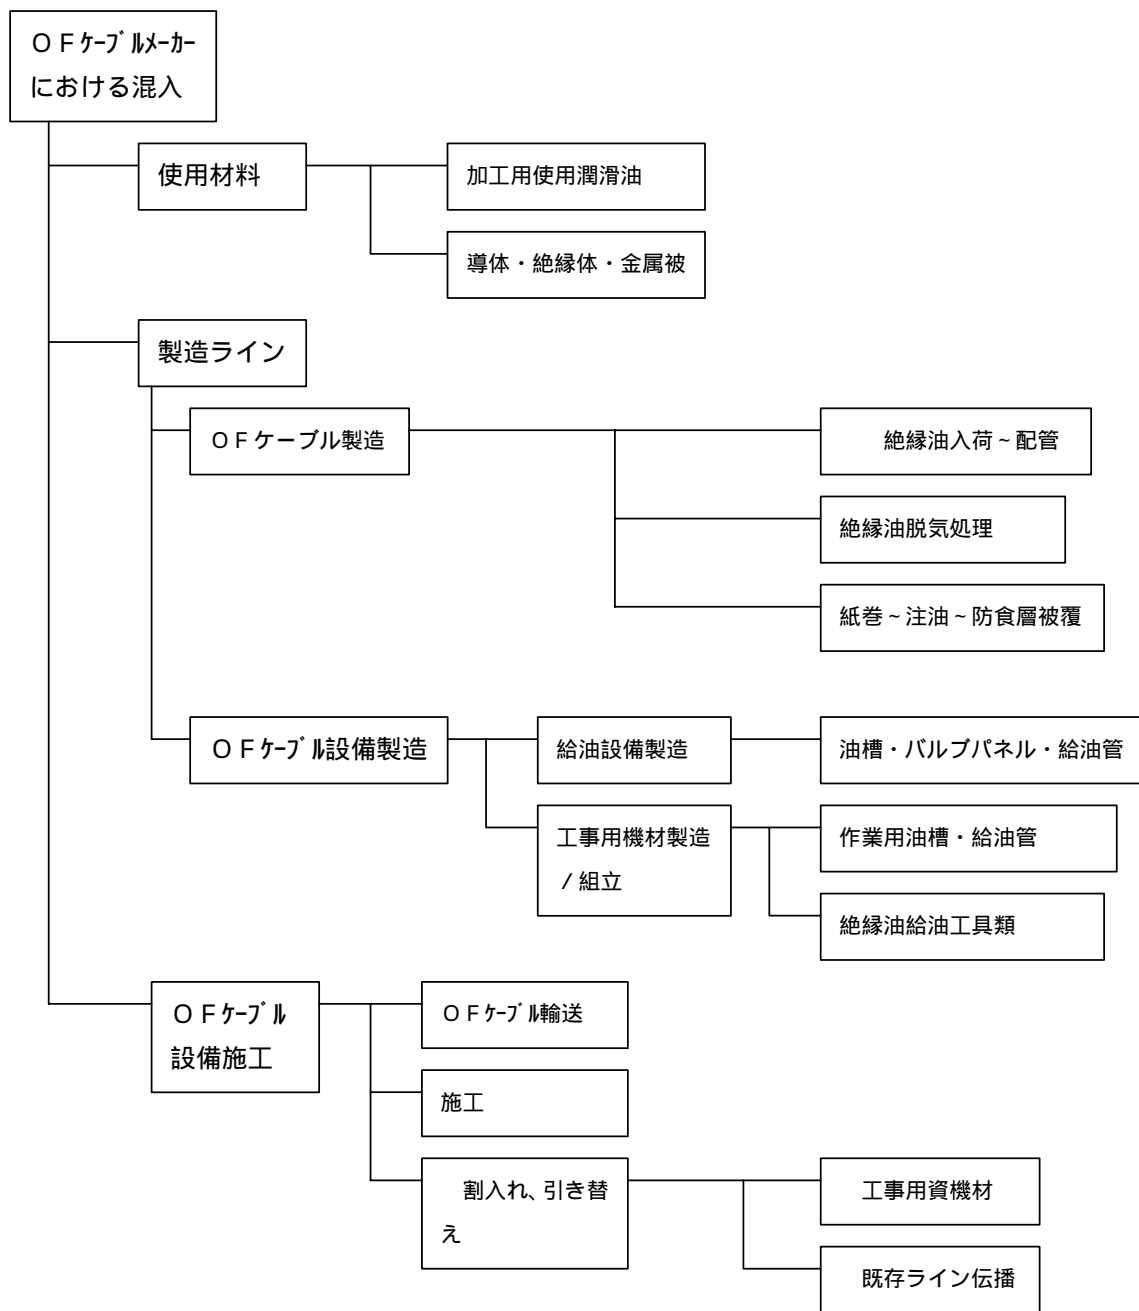 ＯＦｹｰﾌﾞﾙﾒｰｶｰ
における混入
使用材料
加工用使用潤滑油
導体・絶縁体・金属被
製造ライン
ＯＦケーブル製造
絶縁油入荷～配管
絶縁油脱気処理
紙巻～注油～防食層被覆
ＯＦｹｰﾌﾞﾙ設備製造
給油設備製造
油槽・バルブパネル・給油管
工事用機材製造
／組立
作業用油槽・給油管
絶縁油給油工具類
ＯＦｹｰﾌﾞﾙ
設備施工
ＯＦｹｰﾌﾞﾙ輸送
施工
割入れ、引き替
え
工事用資機材
既存ライン伝播